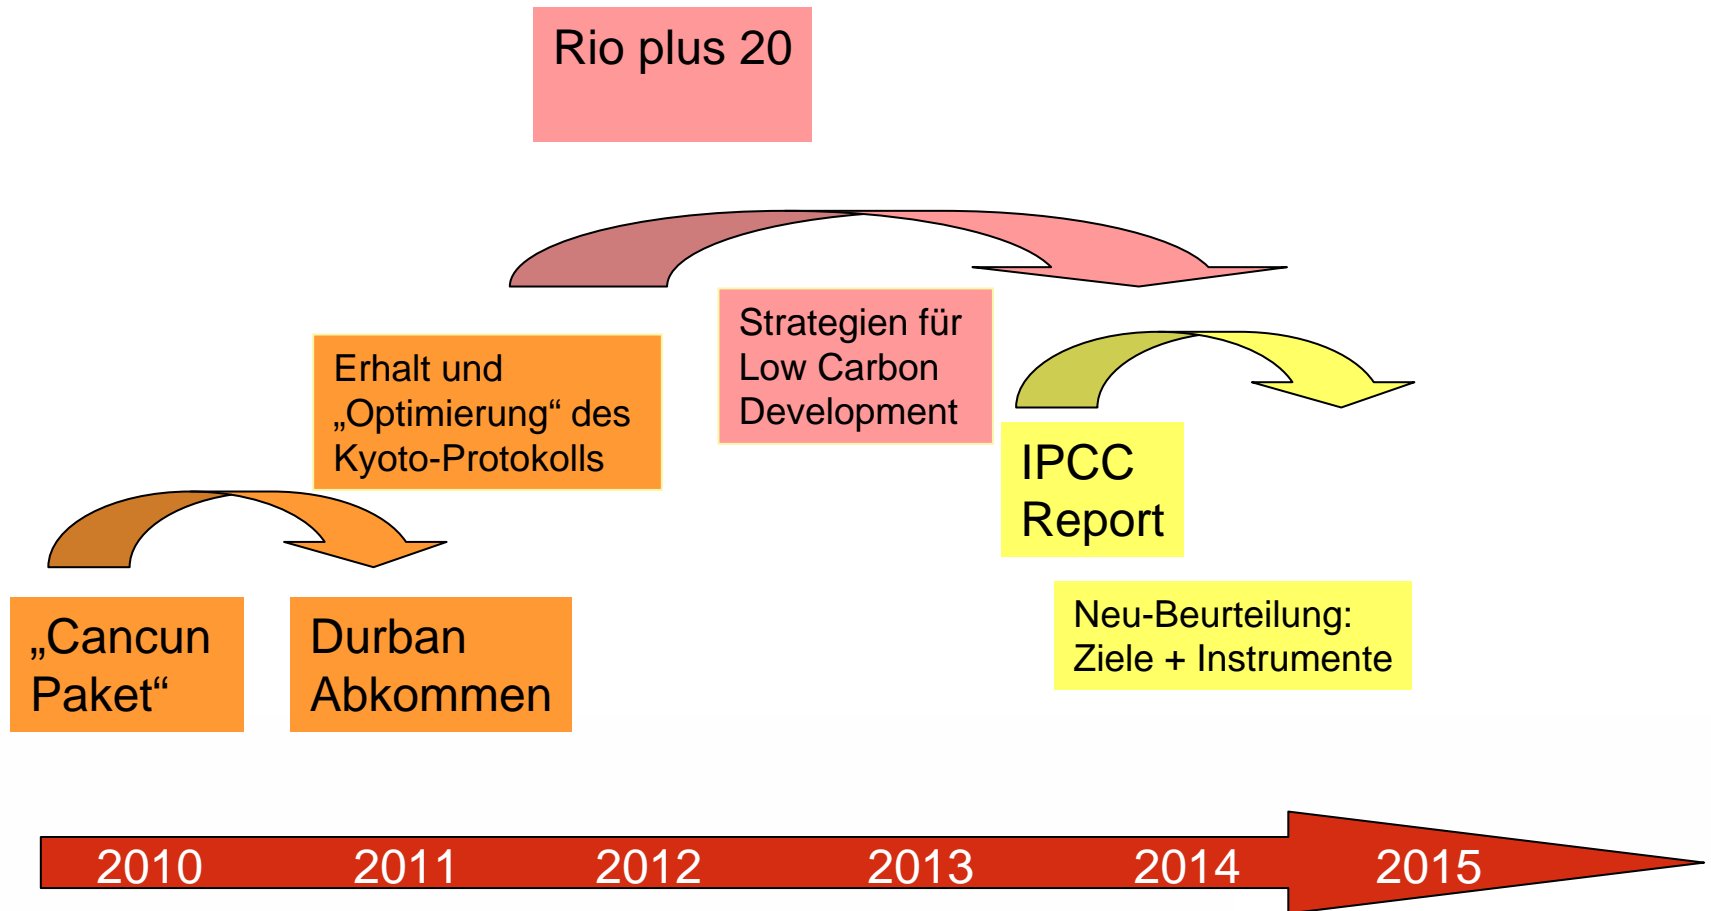 Rio plus 20
Strategien für
Low Carbon
Development
Erhalt und
„Optimierung“ des
Kyoto-Protokolls
IPCC
Report
„Cancun
Paket“
Durban
Abkommen
Neu-Beurteilung:
Ziele + Instrumente
2010 2011 2012 2013 2014 2015